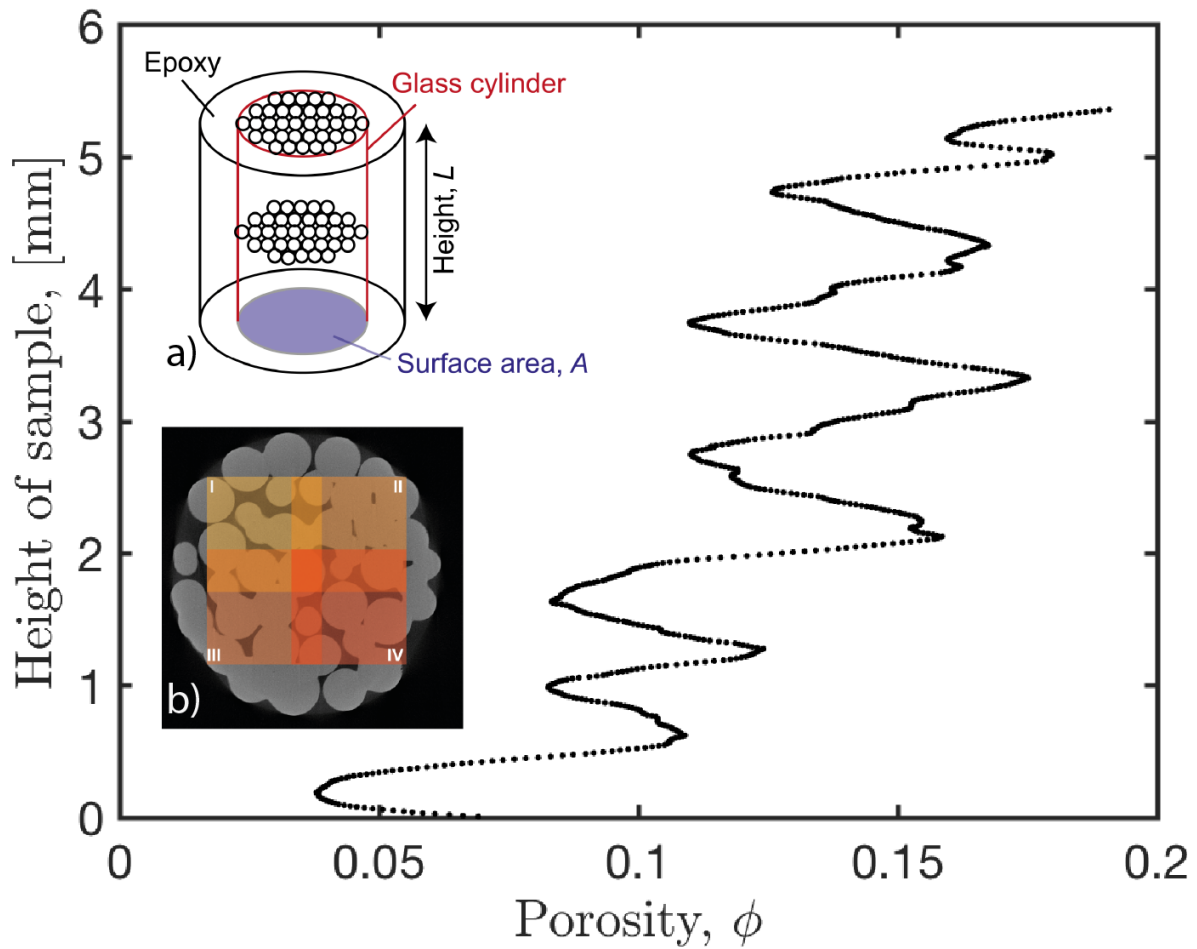 6
5
4
3
2
1
0
Height of sample, [mm]
Epoxy
Glass cylinder
Height, L
a)
Surface area, A
I
II
III
IV
b)
0
0.05
0.1
0.15
0.2
Porosity, ϕ